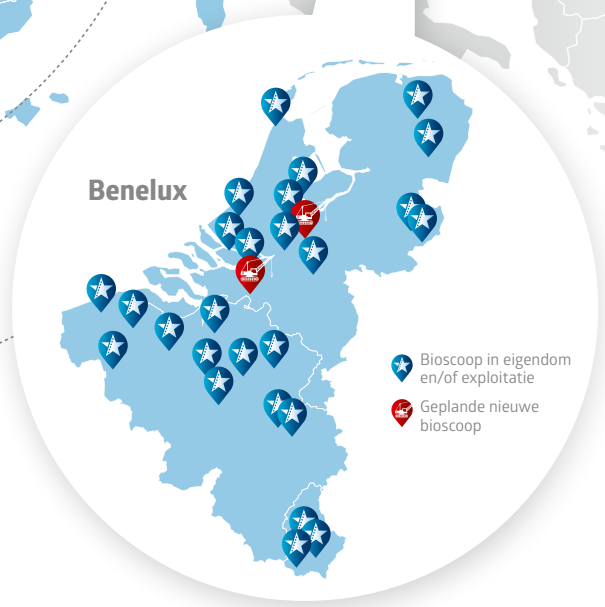 Benelux
Bioscoop in eigendom
en/of exploitatie
Geplande nieuwe
bioscoop